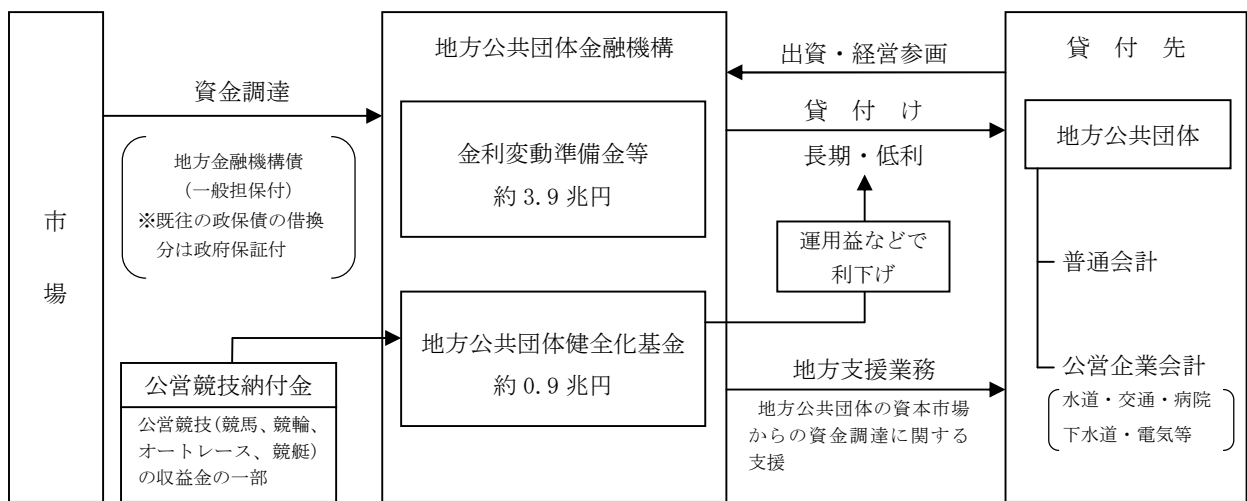 市
場
資金調達
地方金融機構債
(一般担保付)
※既往の政保債の借換
分は政府保証付
公営競技納付金
公営競技(競馬、競輪、
オートレース、競艇)
の収益金の一部
地方公共団体金融機構
金利変動準備金等
約 3.9 兆円
地方公共団体健全化基金
約 0.9 兆円
出資・経営参画
貸 付 け
長期・低利
運用益などで
利下げ
地方支援業務
地方公共団体の資本市場
からの資金調達に関する
支援
貸 付 先
地方公共団体
普通会計
公営企業会計
水道・交通・病院
下水道・電気等